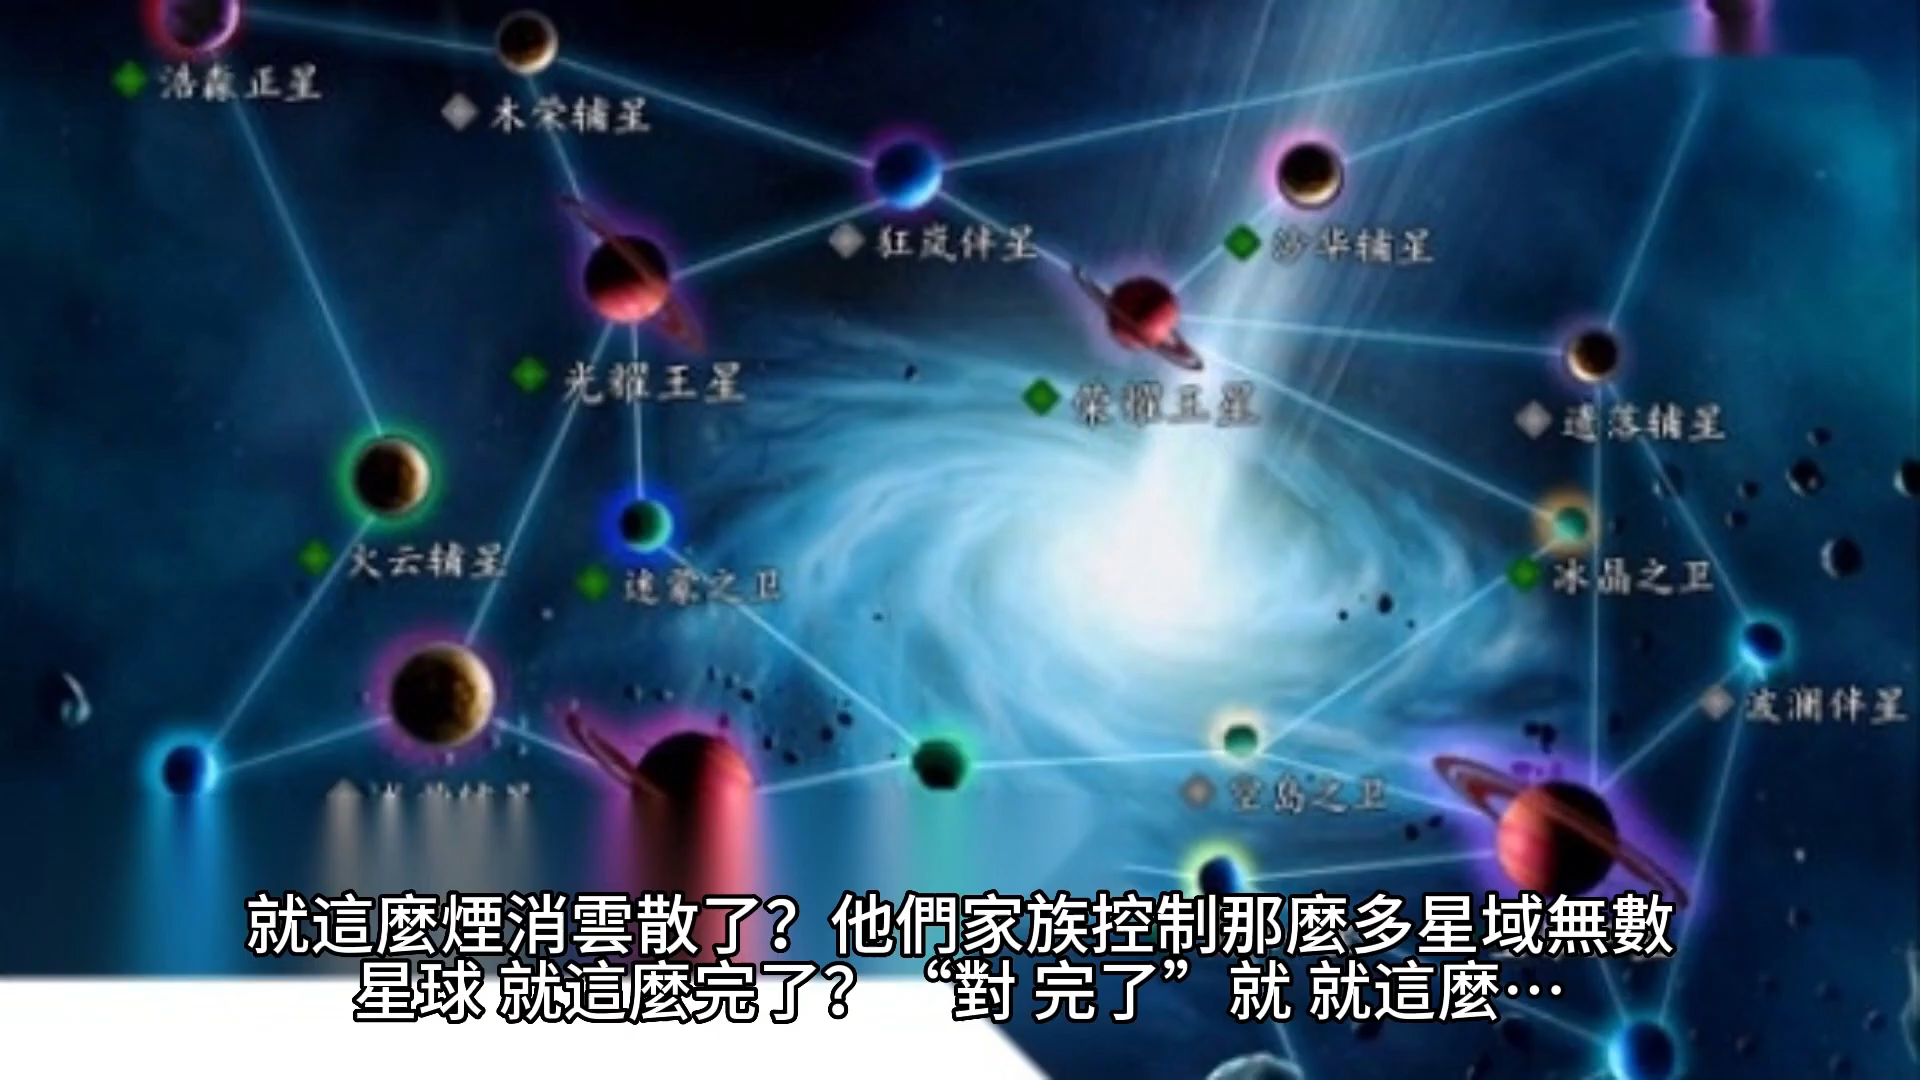 浩森正星
木荣辅星
狂岚伴星
沙华辅星
光耀王星
荣耀王星
遗落辅星
火云辅星
速蒙之卫
冰晶之卫
波澜伴星
空岛之卫
就這麼煙消雲散了？他們家族控制那麼多星域無數
星球 就這麼完了？“對 完了”就 就這麼…